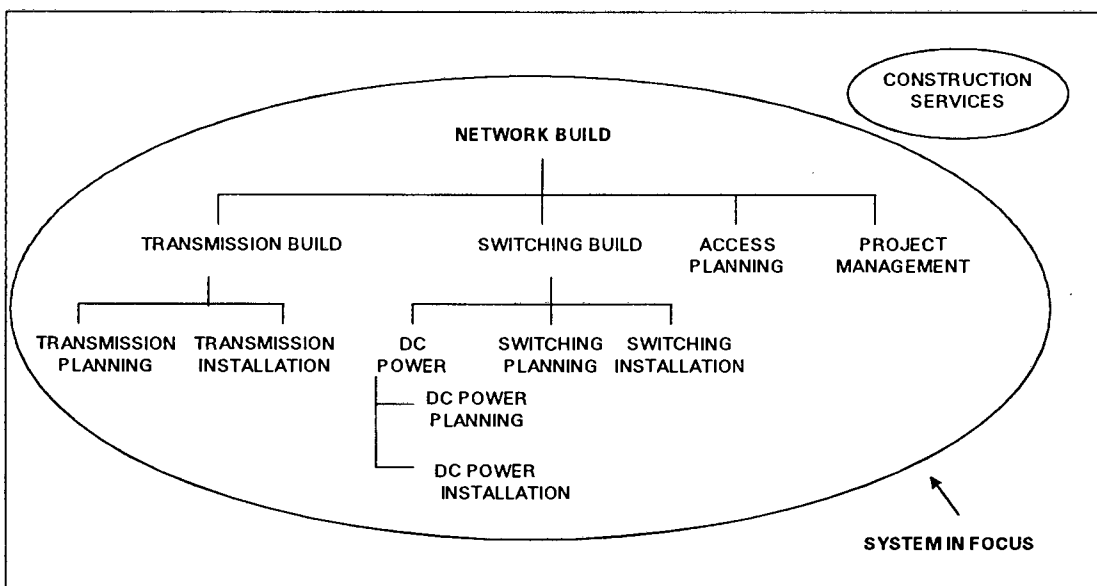 CONSTRUCTION
SERVICES
NETWORK BUILD
TRANSMISSION BUILD
SWITCHING BUILD
ACCESS
PLANNING
PROJECT
MANAGEMENT
TRANSMISSION
PLANNING
TRANSMISSION
INSTALLATION
DC
POWER
SWITCHING
PLANNING
SWITCHING
INSTALLATION
DC POWER
PLANNING
DC POWER
INSTALLATION
SYSTEM IN FOCUS